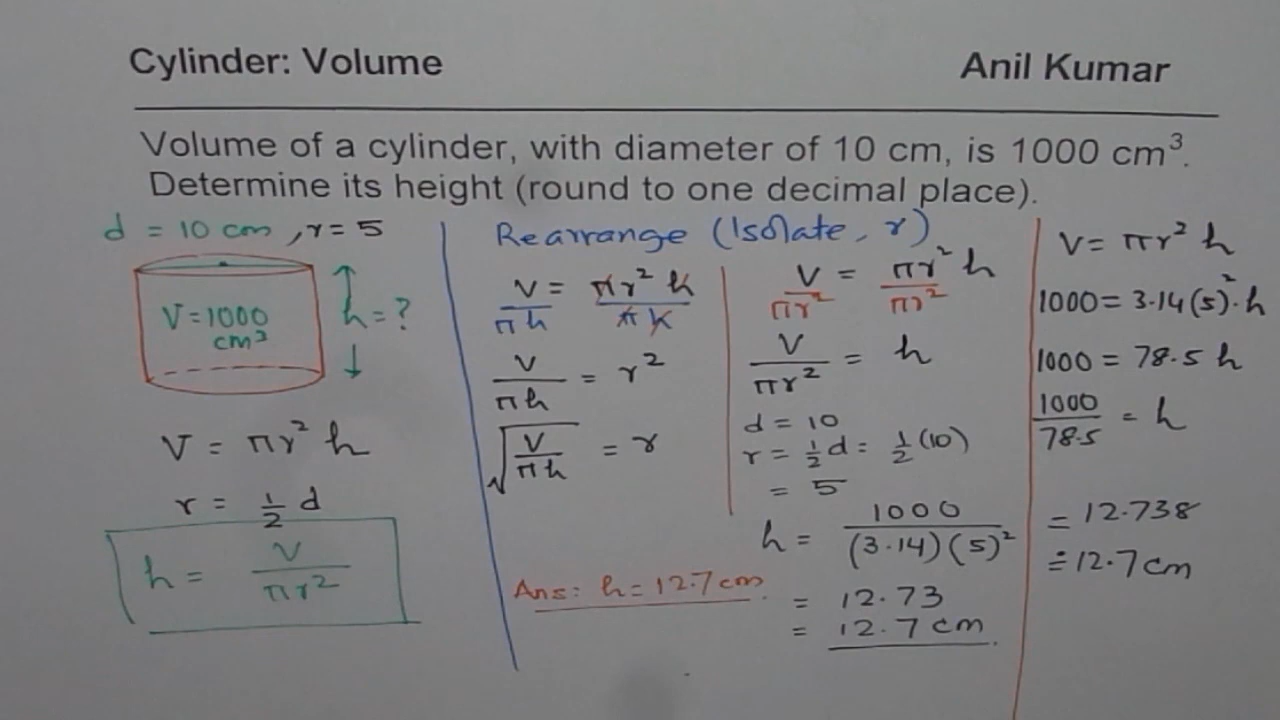 Cylinder: Volume Anil Kumar
Volume of a cylinder, with diameter of 10 cm, is 1000 cm³.
Determine its height (round to one decimal place).
d = 10 cm, r = 5
V = 1000
cm³
h = ?
V = πr² h
r = 1/2 d
h = V/πr²
Rearrange (Isolate, r)
V/πh = πr² h/πh
V/πh = r²
√(V/πh) = r
V/πr² = πr² h/πr²
V/πr² = h
d = 10
r = 1/2 d = 1/2 (10)
= 5
h = 1000/(3.14)(5)²
= 12.73
= 12.7 cm
Ans: h = 12.7 cm
V = πr² h
1000 = 3.14(5)²·h
1000 = 78.5 h
1000/78.5 = h
= 12.738
≐ 12.7 cm